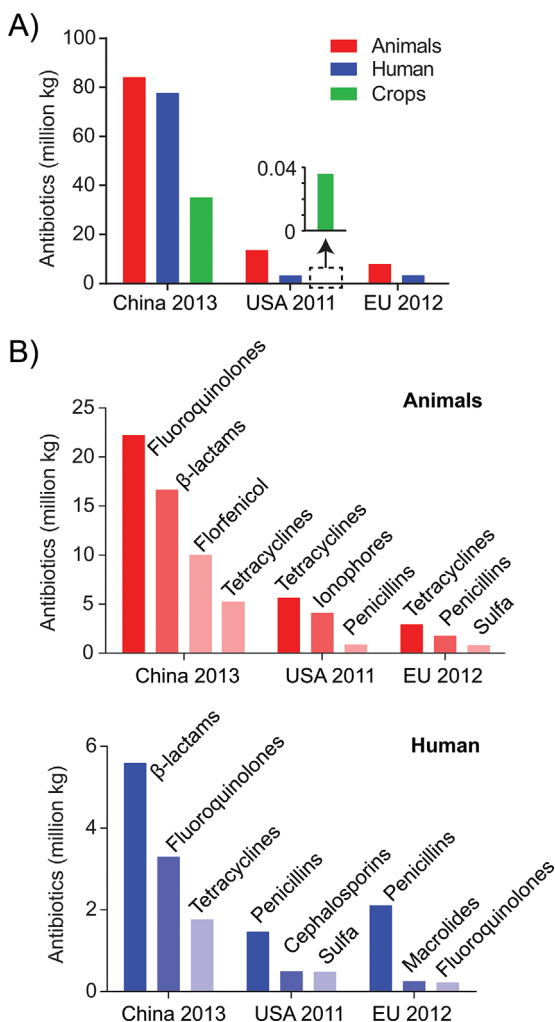 A)
Antibiotics (million kg)
100
80
60
40
20
0
Animals
Human
Crops
0.04
0
China 2013
USA 2011
EU 2012
B)
Animals
Antibiotics (million kg)
25
20
15
10
5
0
Fluoroquinolones
β-lactams
Florfenicol
Tetracyclines
Tetracyclines
Ionophores
Penicillins
Tetracyclines
Penicillins
Sulfa
China 2013
USA 2011
EU 2012
Human
Antibiotics (million kg)
6
4
2
0
β-lactams
Fluoroquinolones
Tetracyclines
Penicillins
Cephalosporins
Sulfa
Penicillins
Macrolides
Fluoroquinolones
China 2013
USA 2011
EU 2012